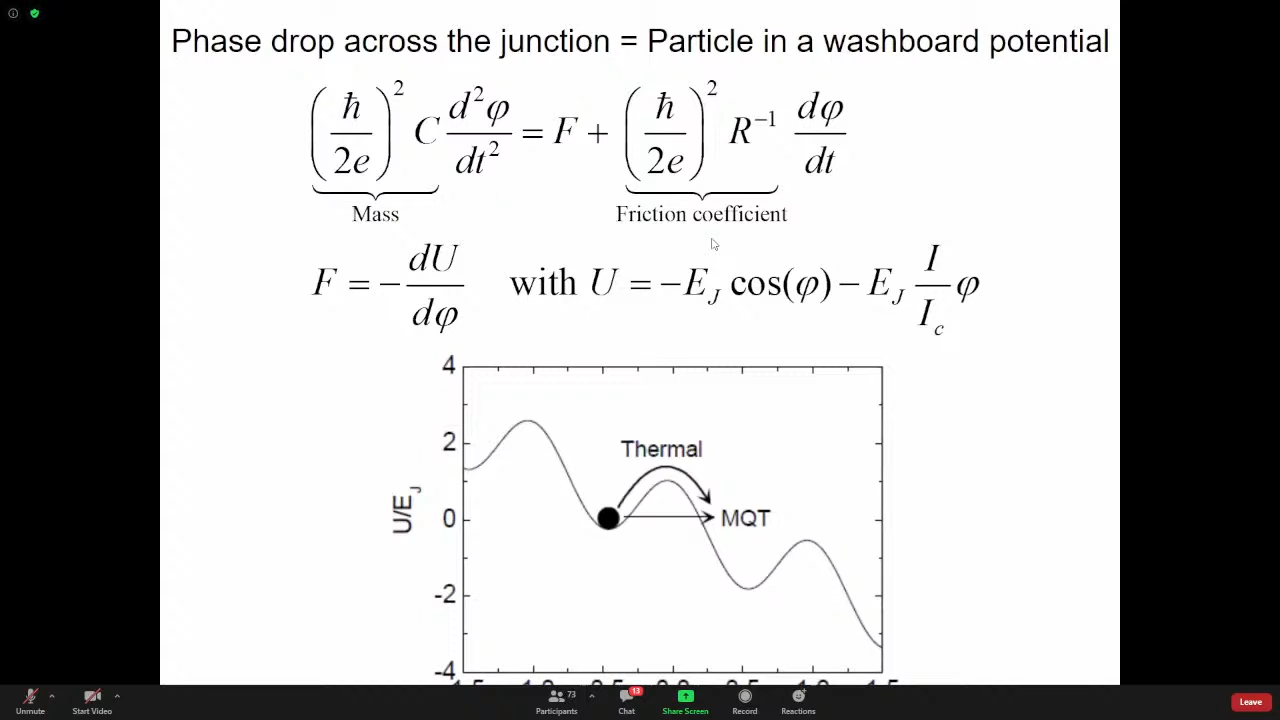 Phase drop across the junction = Particle in a washboard potential
(ħ/2e)² C d²φ/dt² = F + (ħ/2e)² R⁻¹ dφ/dt
Mass
Friction coefficient
F = −dU/dφ with U = −E_J cos(φ) − E_J I/I_c φ
4
2
0
-2
-4
U/E_J
Thermal
MQT
Unmute
Start Video
73
Participants
13
Chat
Share Screen
Record
Reactions
Leave